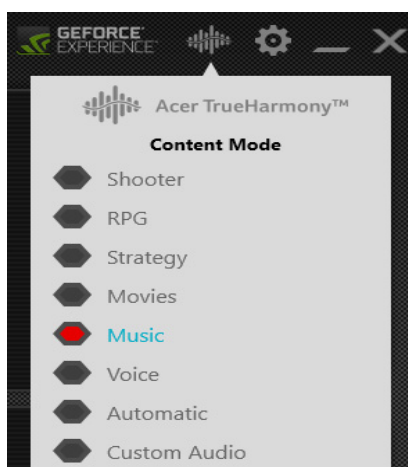 GEFORCE
EXPERIENCE
Acer TrueHarmony™
Content Mode
Shooter
RPG
Strategy
Movies
Music
Voice
Automatic
Custom Audio